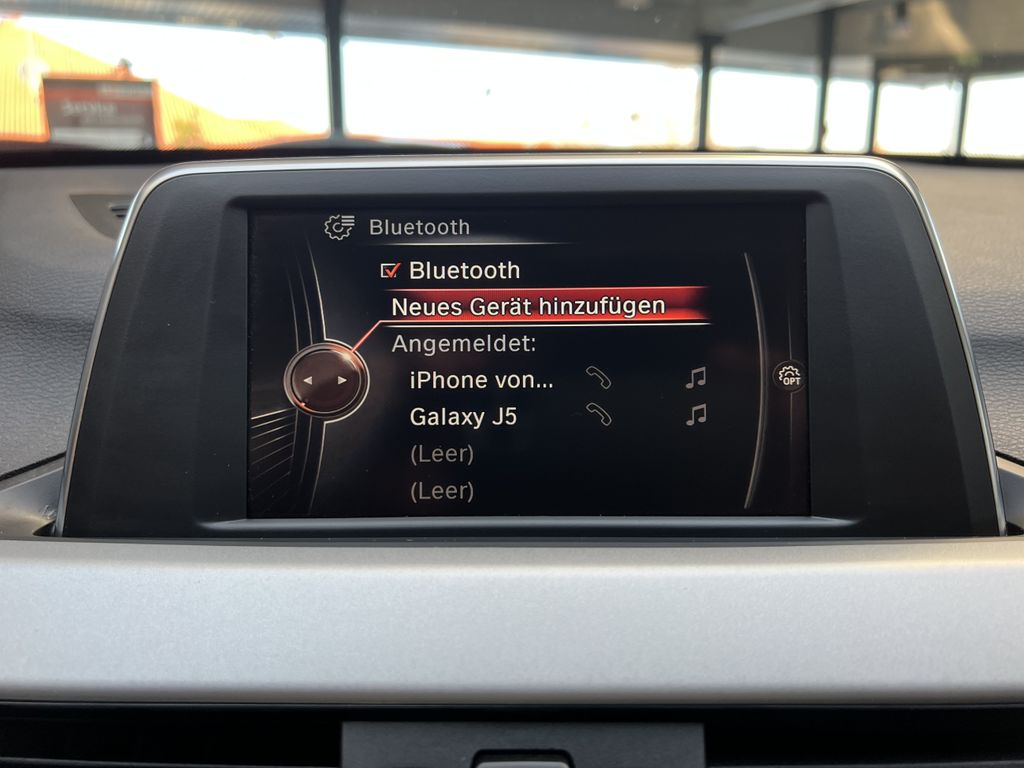 Bluetooth
Bluetooth
Neues Gerät hinzufügen
Angemeldet:
iPhone von...
Galaxy J5
(Leer)
(Leer)
OPT